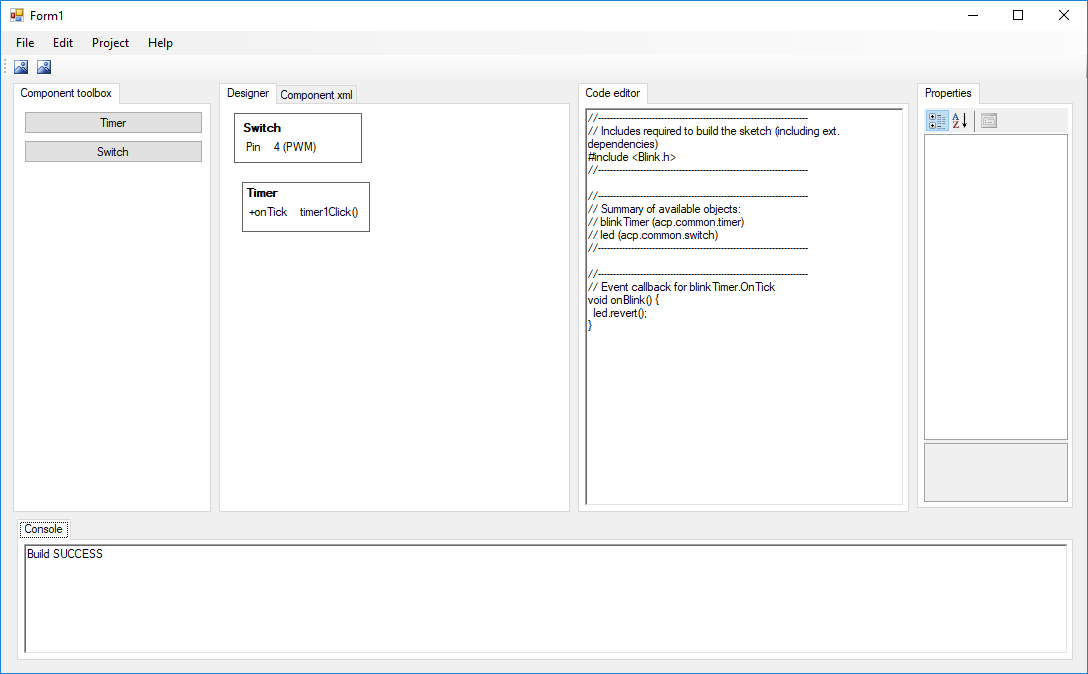 Form1
File Edit Project Help
Component toolbox
Timer
Switch
Designer Component xml
Switch
Pin 4 (PWM)
Timer
+onTick timer1Click()
Code editor
//----------------------------------------------------------------------
// Includes required to build the sketch (including ext.
dependencies)
#include <Blink.h>
//----------------------------------------------------------------------
//----------------------------------------------------------------------
// Summary of available objects:
// blinkTimer (acp.common.timer)
// led (acp.common.switch)
//----------------------------------------------------------------------
//----------------------------------------------------------------------
// Event callback for blinkTimer.OnTick
void onBlink() {
led.revert();
}
Properties
A
Z
Console
Build SUCCESS